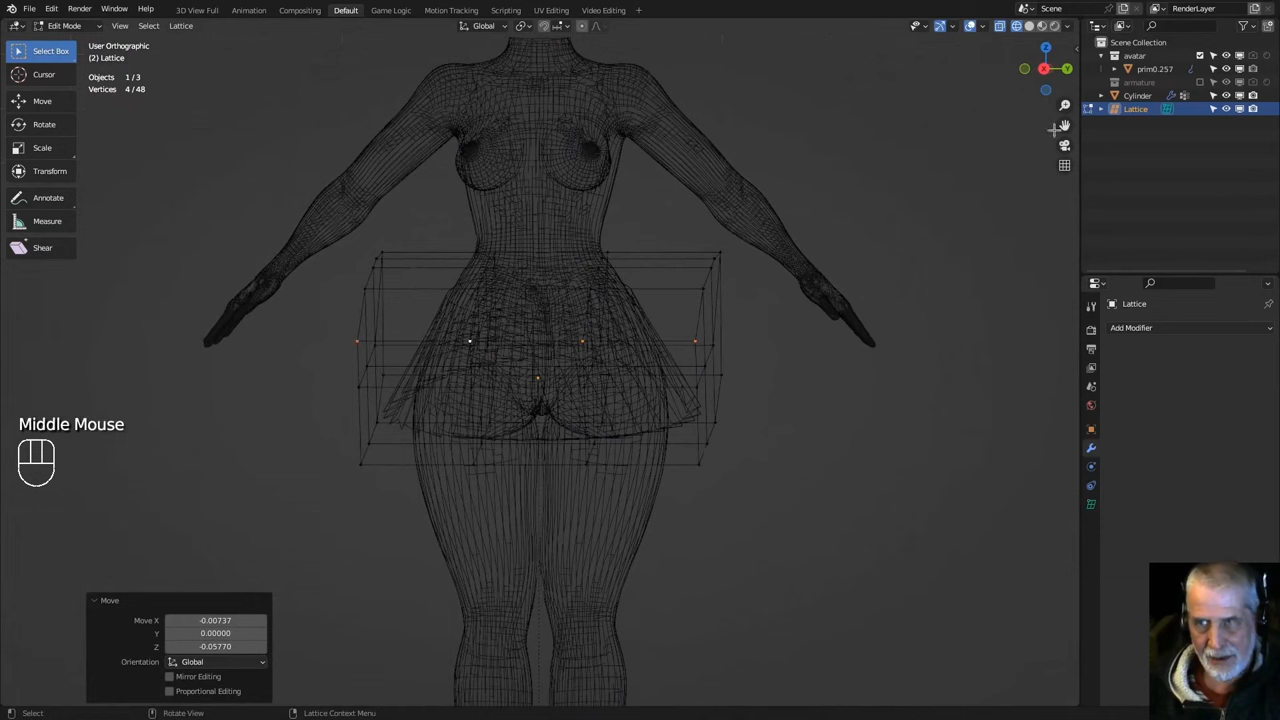 File Edit Render Window Help 3D View Full Animation Compositing Default Game Logic Motion Tracking Scripting UV Editing Video Editing Scene RenderLayer
Edit Mode View Select Lattice Global
Select Box
Cursor
Move
Rotate
Scale
Transform
Annotate
Measure
Shear
User Orthographic
(2) Lattice
Objects 1/3
Vertices 4/48
Z
Y
X
Scene Collection
avatar
prim0.257
armature
Cylinder
Lattice
Lattice
Add Modifier
Middle Mouse
Move
Move X -0.00737
Y 0.00000
Z -0.05770
Orientation Global
Mirror Editing
Proportional Editing
Select Rotate View Lattice Context Menu